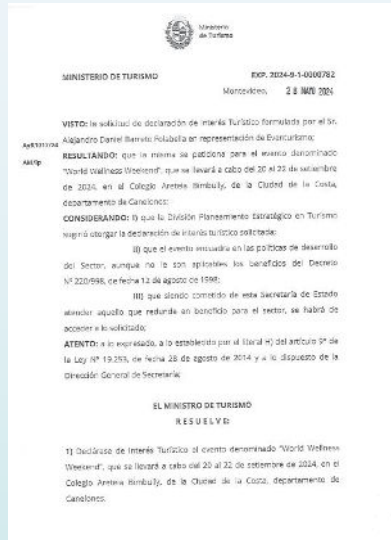 Ministerio
de Turismo
MINISTERIO DE TURISMO
EXP. 2024-9-1-0000782
Montevideo, 28 MAYO 2024
VISTO: la solicitud de declaración de Interés Turístico formulada por el Sr.
Alejandro Daniel Barreto Folabella en representación de Eventurismo;
RESULTANDO: que la misma se peticiona para el evento denominado
"World Wellness Weekend", que se llevará a cabo del 20 al 22 de setiembre
de 2024, en el Colegio Areteia Bimbully, de la Ciudad de la Costa,
departamento de Canelones;
CONSIDERANDO: I) que la División Planeamiento Estratégico en Turismo
sugirió otorgar la declaración de interés turístico solicitada;
II) que el evento encuadra en las políticas de desarrollo
del Sector, aunque no le son aplicables los beneficios del Decreto
Nº 220/998, de fecha 12 de agosto de 1998;
III) que siendo cometido de esta Secretaría de Estado
atender aquello que redunde en beneficio para el sector, se habrá de
acceder a lo solicitado;
ATENTO: a lo expresado, a lo establecido por el literal H) del artículo 9º de
la Ley Nº 19.253, de fecha 28 de agosto de 2014 y a lo dispuesto de la
Dirección General de Secretaría;
EL MINISTRO DE TURISMO
RESUELVE:
1) Declárase de Interés Turístico el evento denominado "World Wellness
Weekend", que se llevará a cabo del 20 al 22 de setiembre de 2024, en el
Colegio Areteia Bimbully, de la Ciudad de la Costa, departamento de
Canelones.